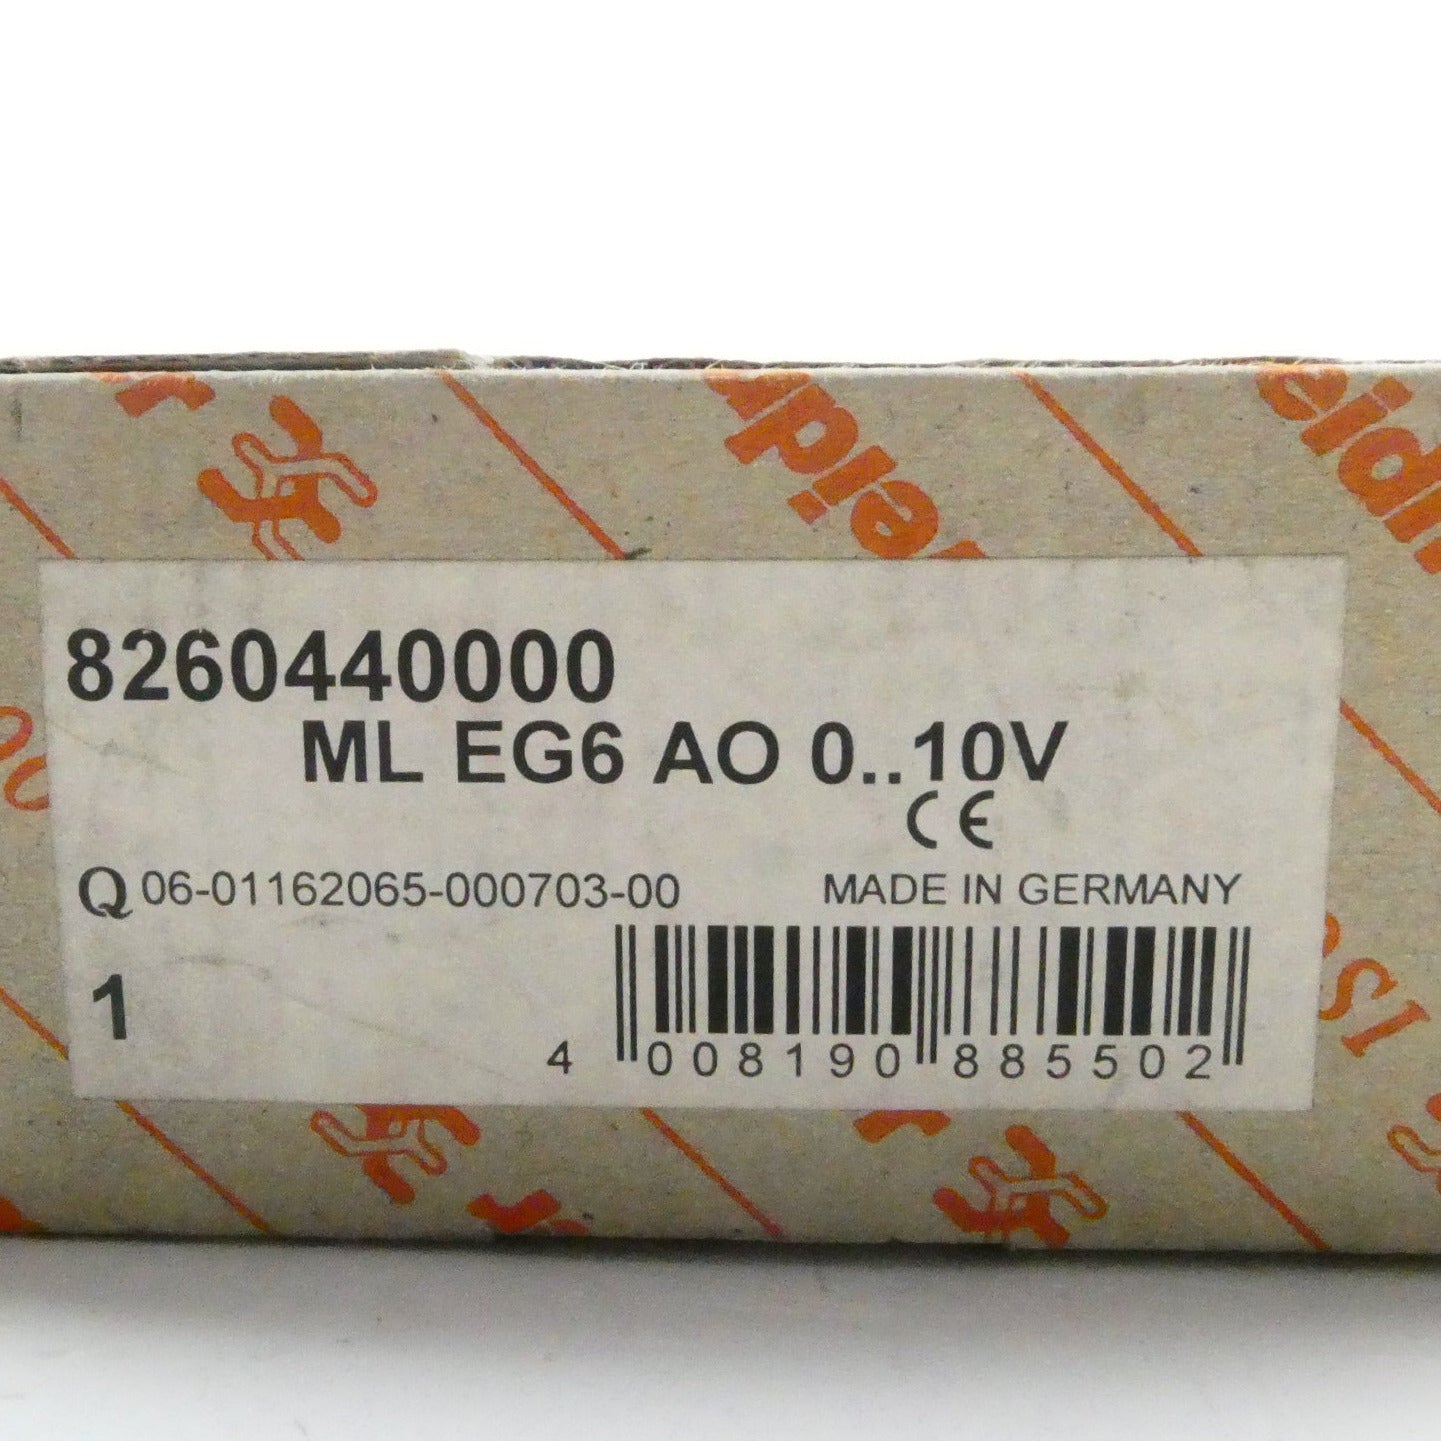 8260440000
ML EG6 AO 0..10V
CE
Q 06-01162065-000703-00 MADE IN GERMANY
1
4 008190 885502